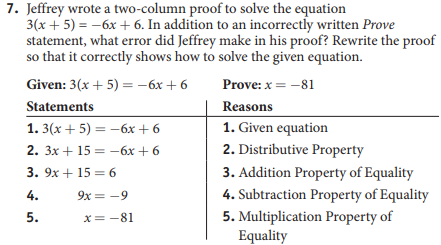 7. Jeffrey wrote a two-column proof to solve the equation
3(x + 5) = −6x + 6. In addition to an incorrectly written Prove
statement, what error did Jeffrey make in his proof? Rewrite the proof
so that it correctly shows how to solve the given equation.
Given: 3(x + 5) = −6x + 6 Prove: x = −81
Statements Reasons
1. 3(x + 5) = −6x + 6 1. Given equation
2. 3x + 15 = −6x + 6 2. Distributive Property
3. 9x + 15 = 6 3. Addition Property of Equality
4. 9x = −9 4. Subtraction Property of Equality
5. x = −81 5. Multiplication Property of
Equality